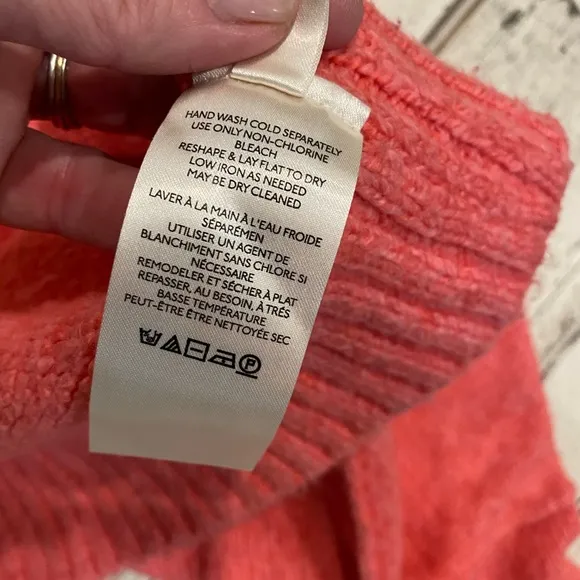 HAND WASH COLD SEPARATELY
USE ONLY NON-CHLORINE
BLEACH
RESHAPE & LAY FLAT TO DRY
LOW IRON AS NEEDED
MAY BE DRY CLEANED
LAVER À LA MAIN À L'EAU FROIDE
SÉPARÉMEN
UTILISER UN AGENT DE
BLANCHIMENT SANS CHLORE SI
NÉCESSAIRE
REMODELER ET SÉCHER À PLAT
REPASSER, AU BESOIN, À TRÉS
BASSE TEMPÉRATURE
PEUT-ÊTRE ÊTRE NETTOYÉE SEC
P